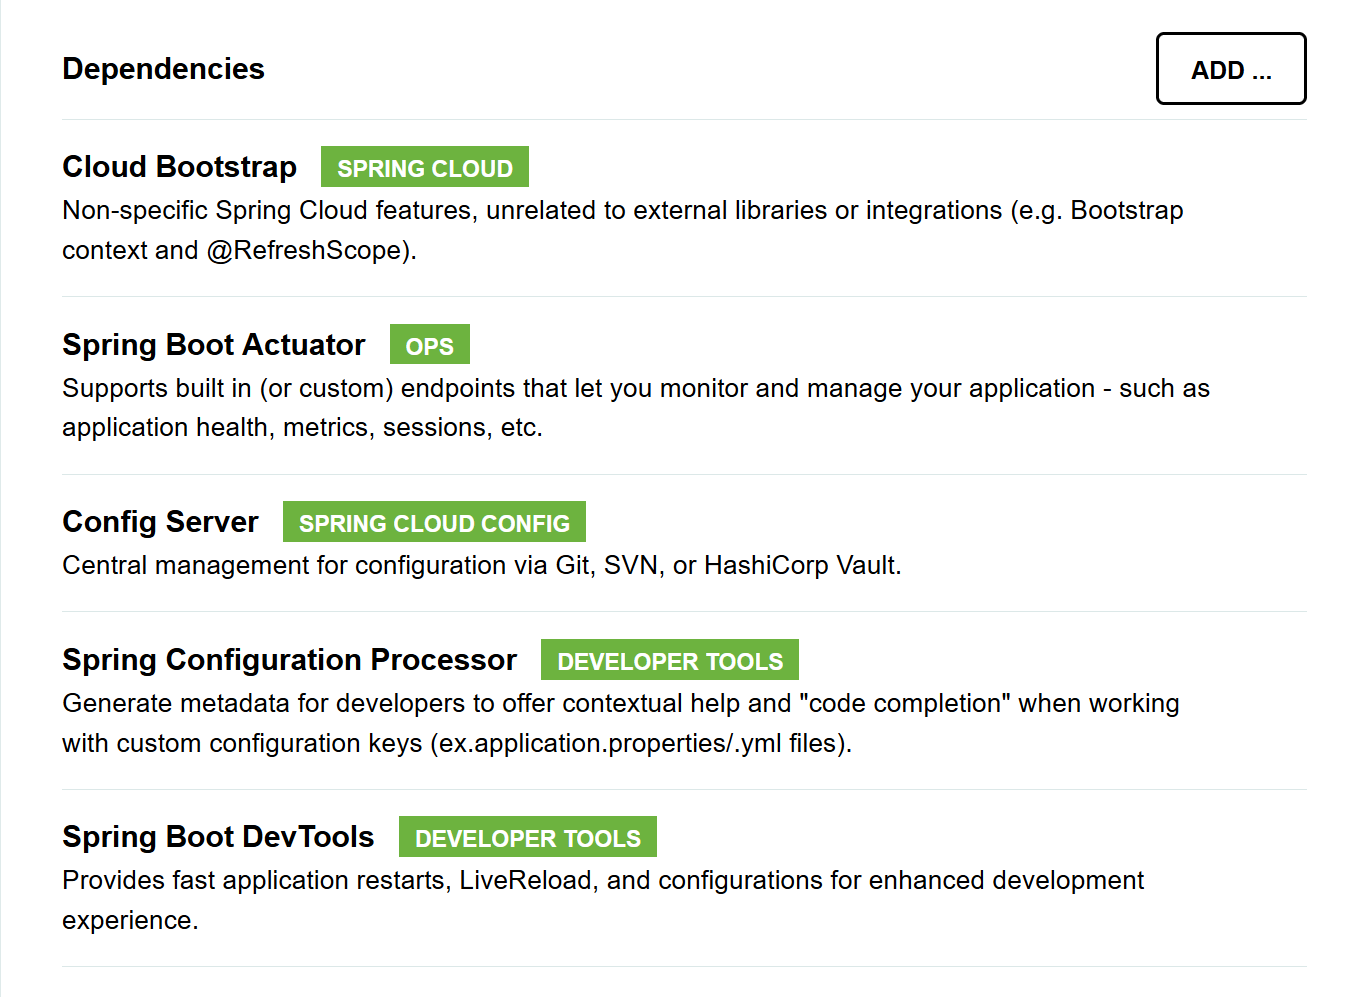 Dependencies
ADD ...
Cloud Bootstrap SPRING CLOUD
Non-specific Spring Cloud features, unrelated to external libraries or integrations (e.g. Bootstrap
context and @RefreshScope).
Spring Boot Actuator OPS
Supports built in (or custom) endpoints that let you monitor and manage your application - such as
application health, metrics, sessions, etc.
Config Server SPRING CLOUD CONFIG
Central management for configuration via Git, SVN, or HashiCorp Vault.
Spring Configuration Processor DEVELOPER TOOLS
Generate metadata for developers to offer contextual help and "code completion" when working
with custom configuration keys (ex.application.properties/.yml files).
Spring Boot DevTools DEVELOPER TOOLS
Provides fast application restarts, LiveReload, and configurations for enhanced development
experience.